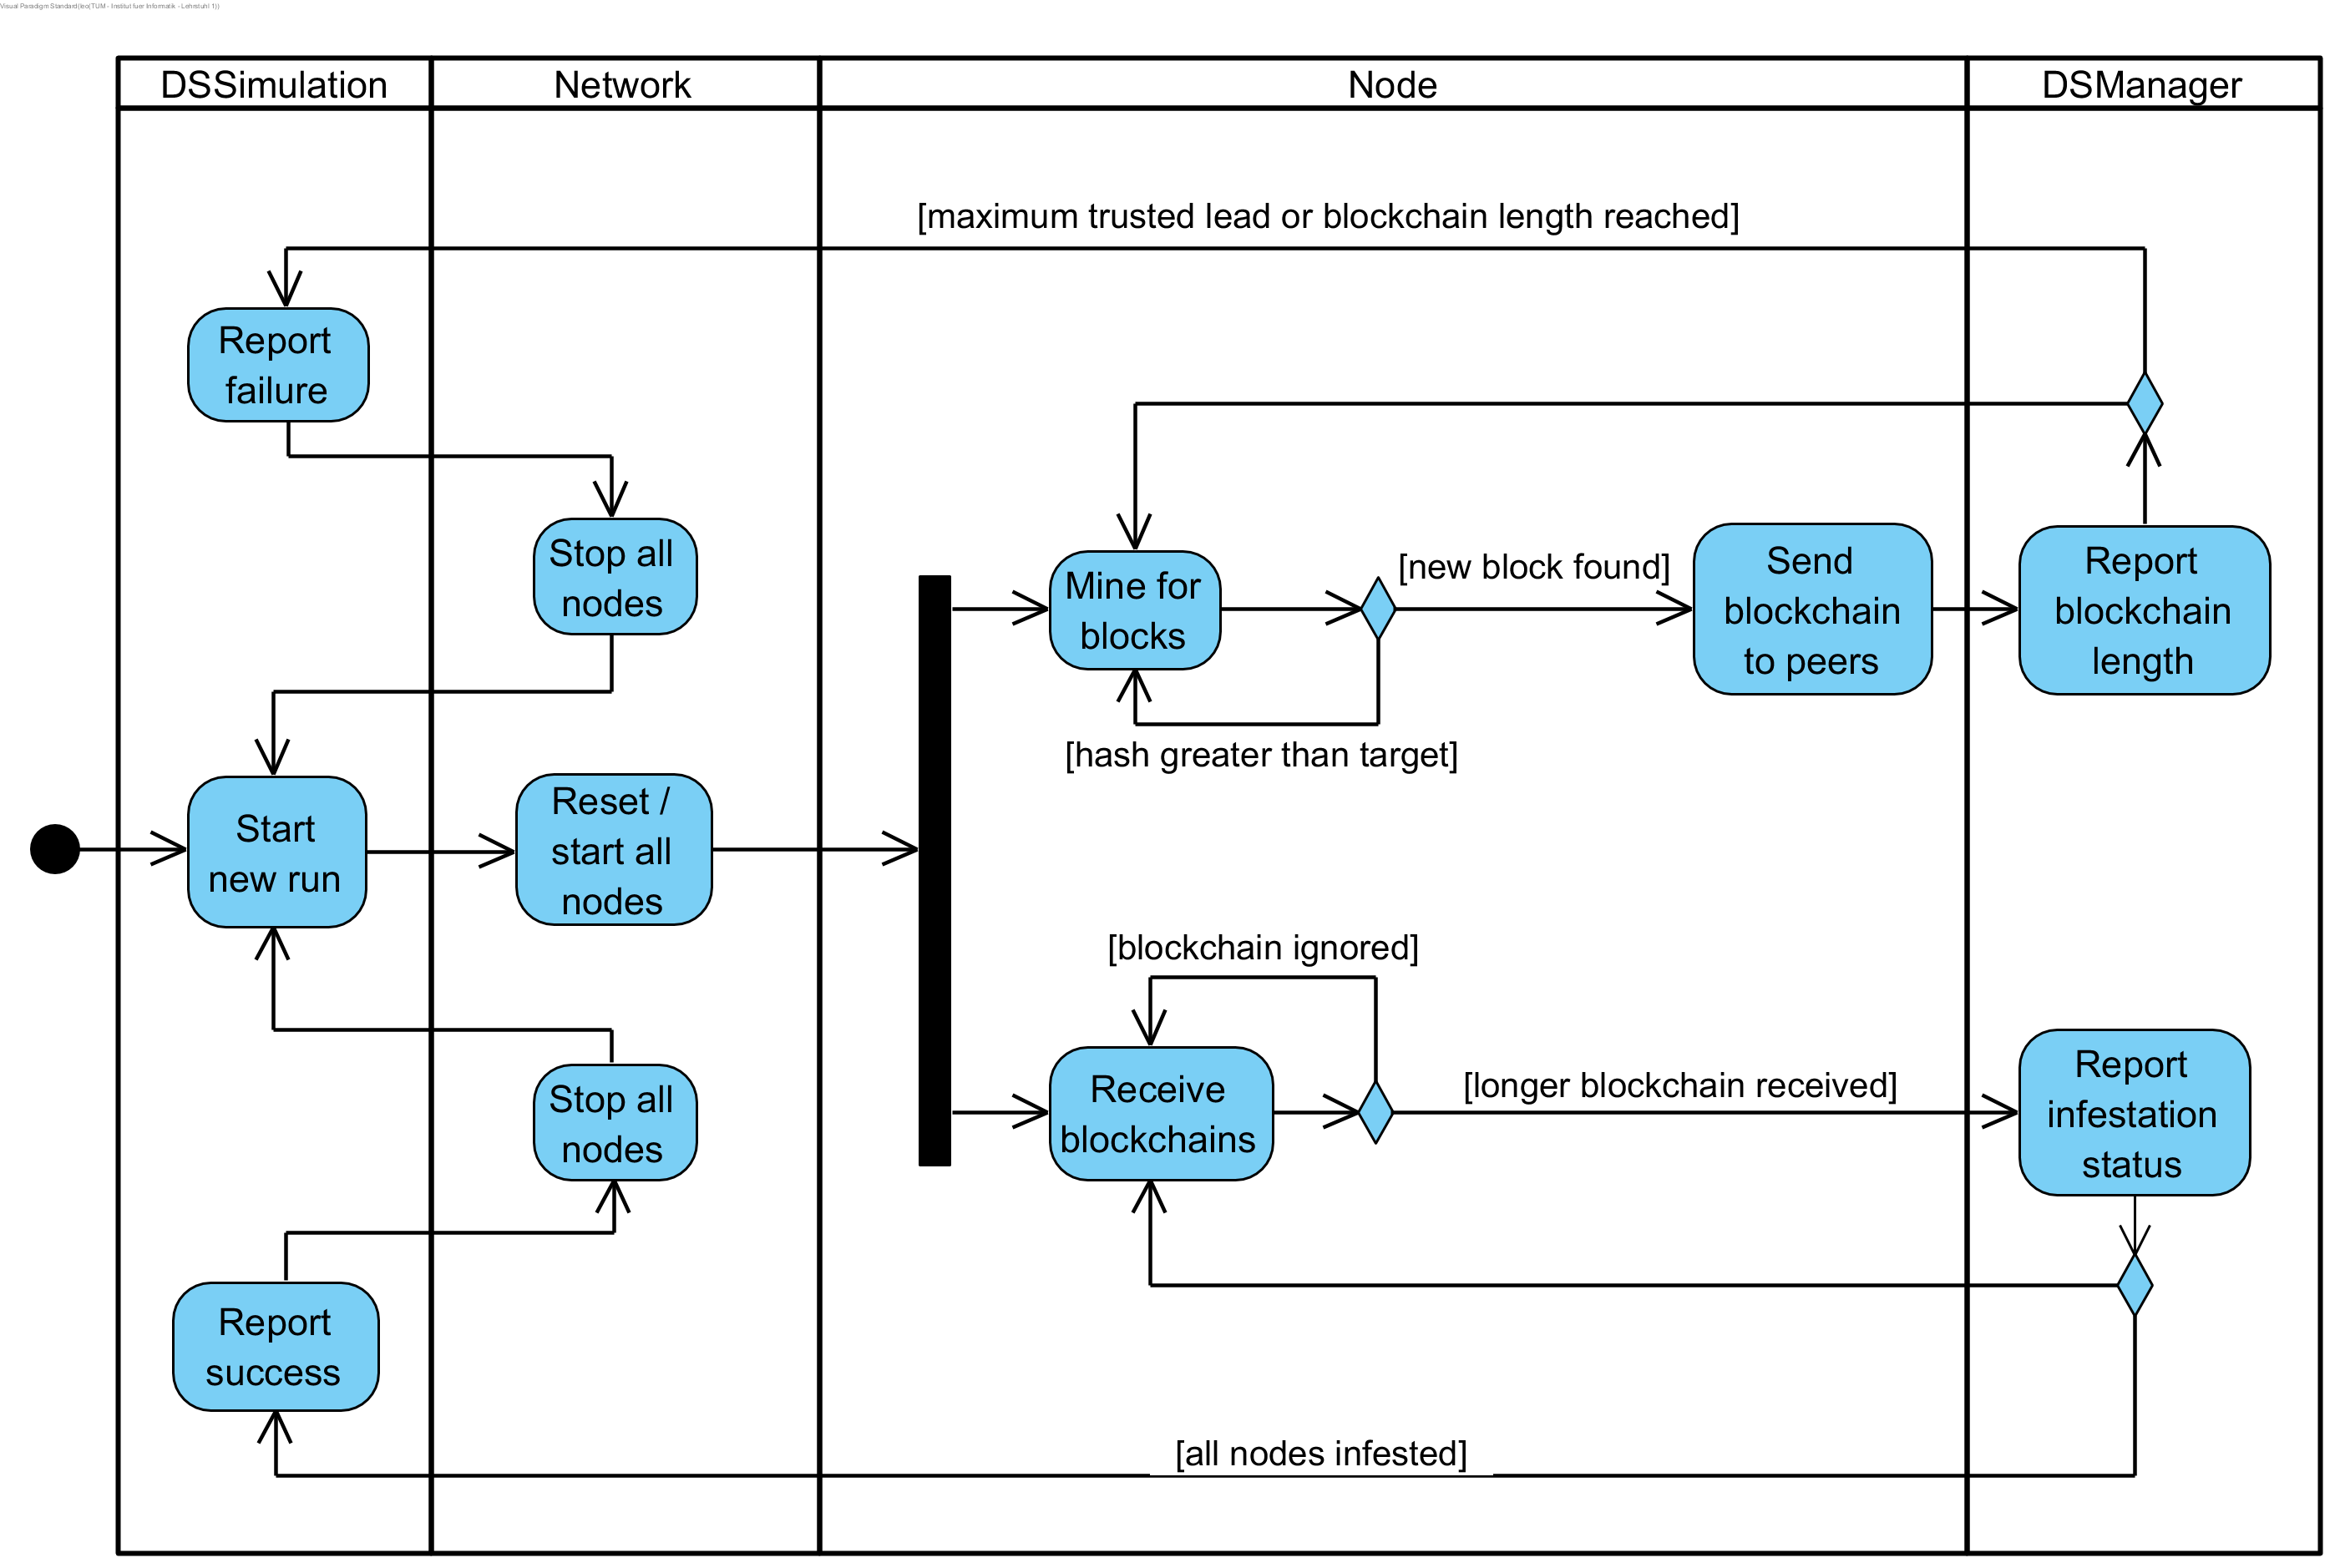 Visual Paradigm Standard(leo(TUM - Institut fuer Informatik - Lehrstuhl 1))
DSSimulation
Network
Node
DSManager
[maximum trusted lead or blockchain length reached]
Report
failure
Stop all
nodes
Mine for
blocks
[new block found]
Send
blockchain
to peers
Report
blockchain
length
[hash greater than target]
Start
new run
Reset /
start all
nodes
[blockchain ignored]
Stop all
nodes
Receive
blockchains
[longer blockchain received]
Report
infestation
status
Report
success
[all nodes infested]